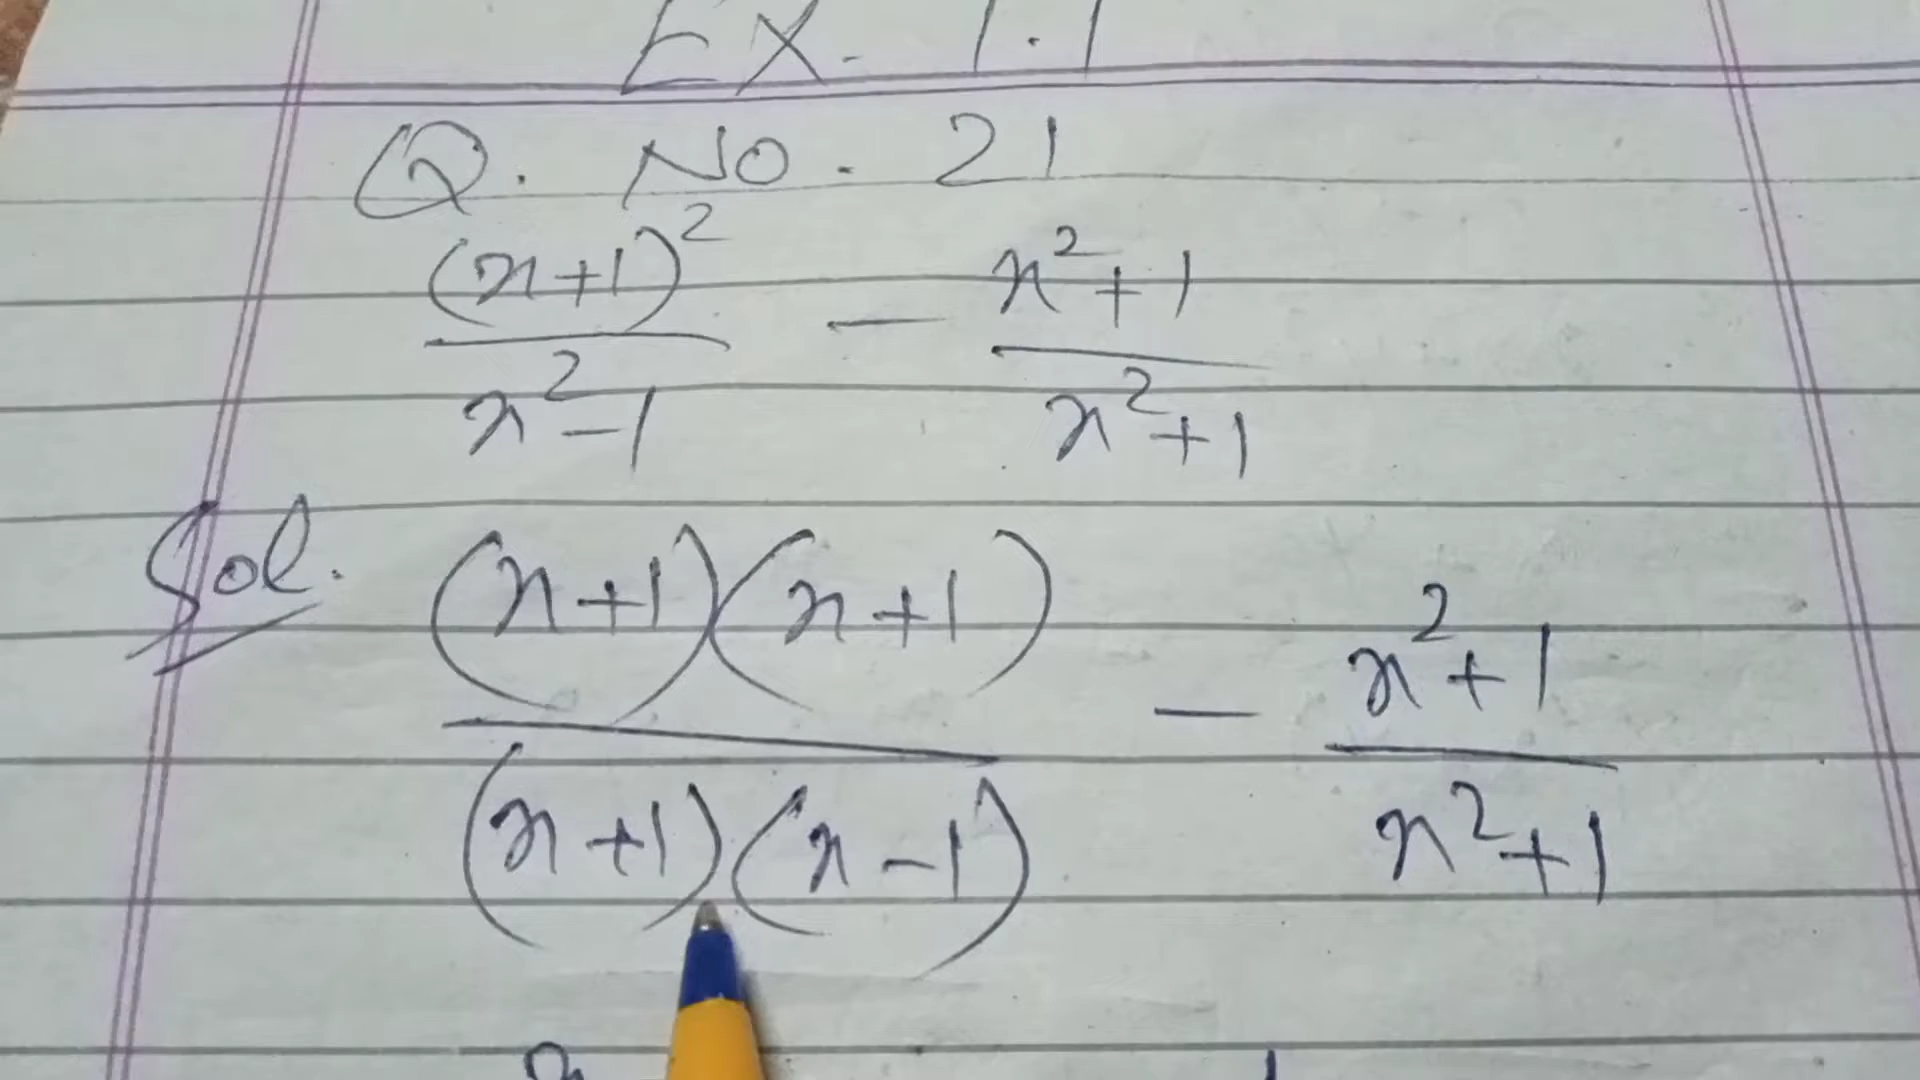 Ex. 1.1
Q. No. 21
(x+1)² / x²-1 - x²+1 / x²+1
Sol. (x+1)(x+1) / (x+1)(x-1) - x²+1 / x²+1